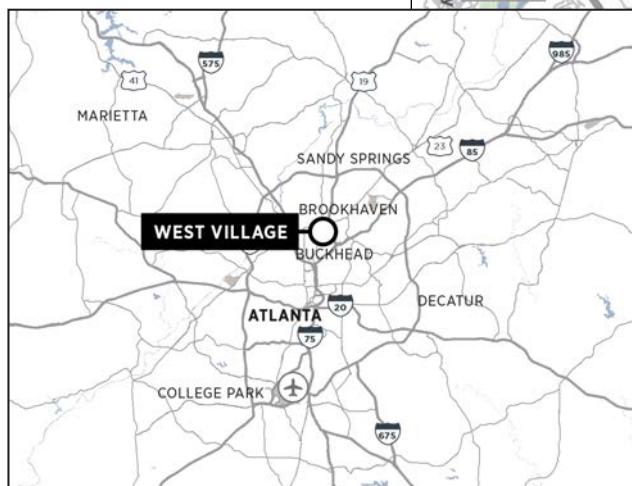 575
985
41
19
MARIETTA
23
85
SANDY SPRINGS
BROOKHAVEN
WEST VILLAGE
BUCKHEAD
DECATUR
20
ATLANTA
75
COLLEGE PARK
675